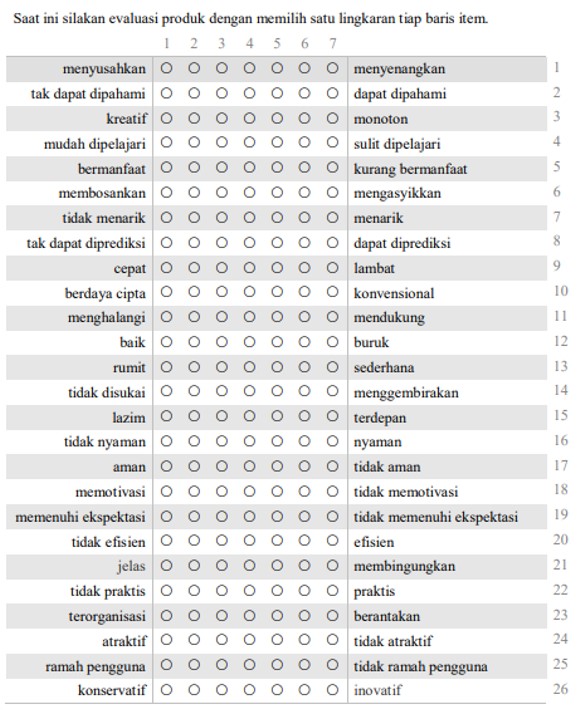 Saat ini silakan evaluasi produk dengan memilih satu lingkaran tiap baris item.
1 2 3 4 5 6 7
menyusahkan menyenangkan 1
tak dapat dipahami dapat dipahami 2
kreatif monoton 3
mudah dipelajari sulit dipelajari 4
bermanfaat kurang bermanfaat 5
membosankan mengasyikkan 6
tidak menarik menarik 7
tak dapat diprediksi dapat diprediksi 8
cepat lambat 9
berdaya cipta konvensional 10
menghalangi mendukung 11
baik buruk 12
rumit sederhana 13
tidak disukai menggembirakan 14
lazim terdepan 15
tidak nyaman nyaman 16
aman tidak aman 17
memotivasi tidak memotivasi 18
memenuhi ekspektasi tidak memenuhi ekspektasi 19
tidak efisien efisien 20
jelas membingungkan 21
tidak praktis praktis 22
terorganisasi berantakan 23
atraktif tidak atraktif 24
ramah pengguna tidak ramah pengguna 25
konservatif inovatif 26